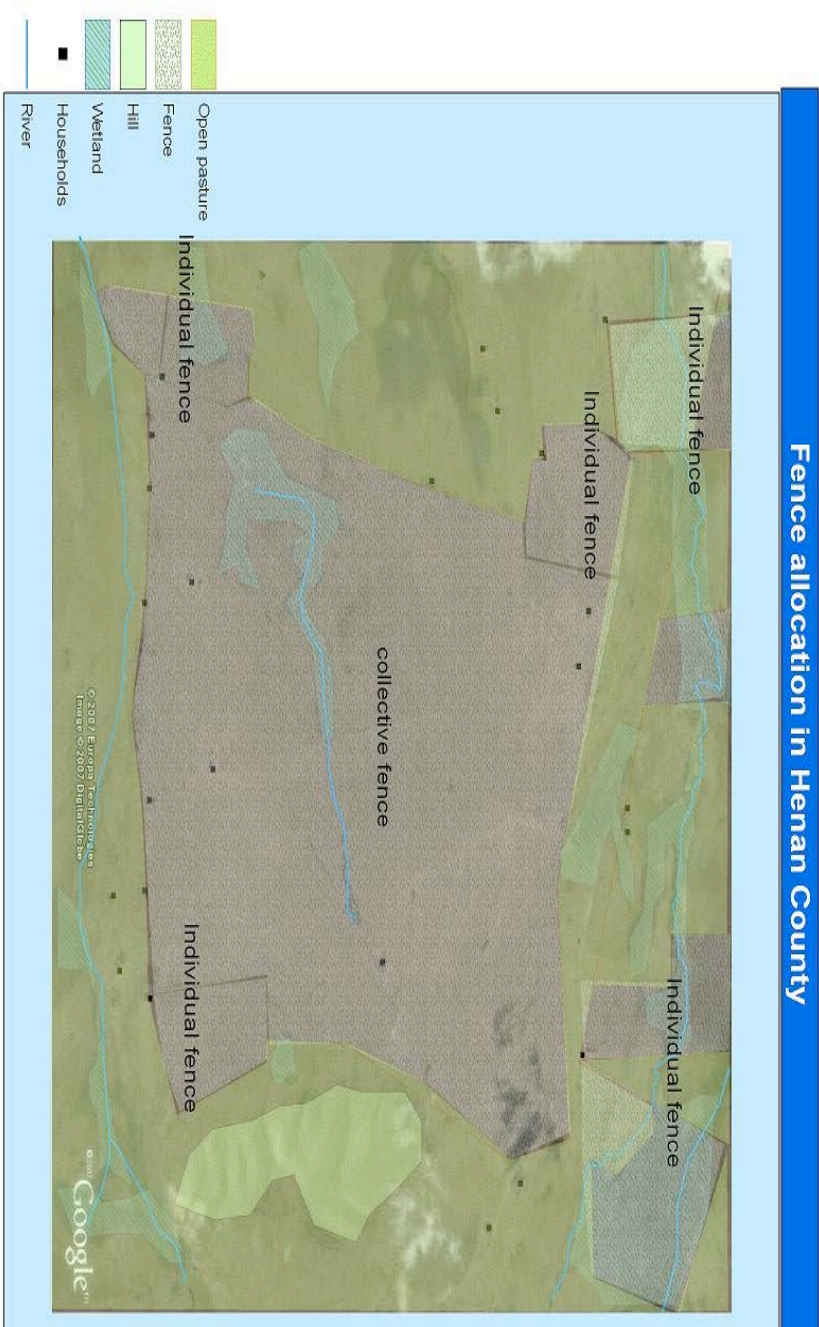 Fence allocation in Henan County
Individual fence
Individual fence
Individual fence
collective fence
Individual fence
Individual fence
© 2007 Europa Technologies
Image © 2007 DigitalGlobe
Google™
Open pasture
Fence
Hill
Wetland
Households
River